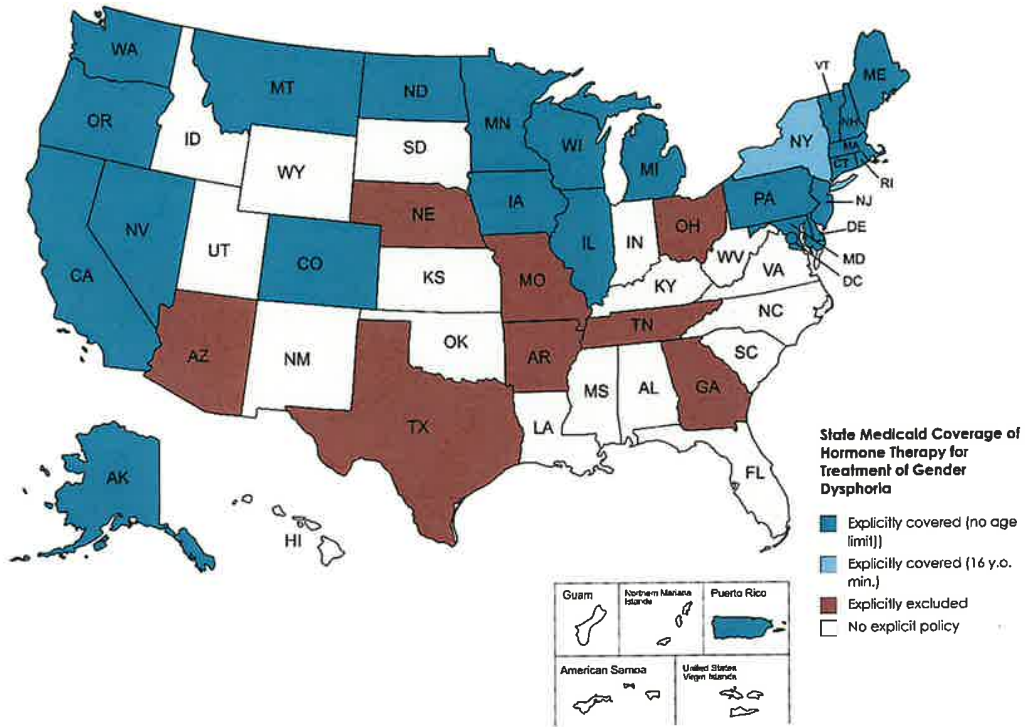 WA
MT
ND
MN
VT
ME
OR
ID
SD
WI
MI
NY
NH
MA
CT
RI
WY
IA
PA
NJ
NE
OH
DE
NV
UT
CO
IL
IN
MD
CA
KS
MO
WV
VA
DC
KY
NC
AZ
NM
OK
AR
TN
SC
MS
AL
GA
TX
LA
FL
AK
HI
State Medicaid Coverage of
Hormone Therapy for
Treatment of Gender
Dysphoria
Explicitly covered (no age
limit))
Explicitly covered (16 y.o.
min.)
Explicitly excluded
No explicit policy
Guam
Northern Mariana
Islands
Puerto Rico
American Samoa
United States
Virgin Islands